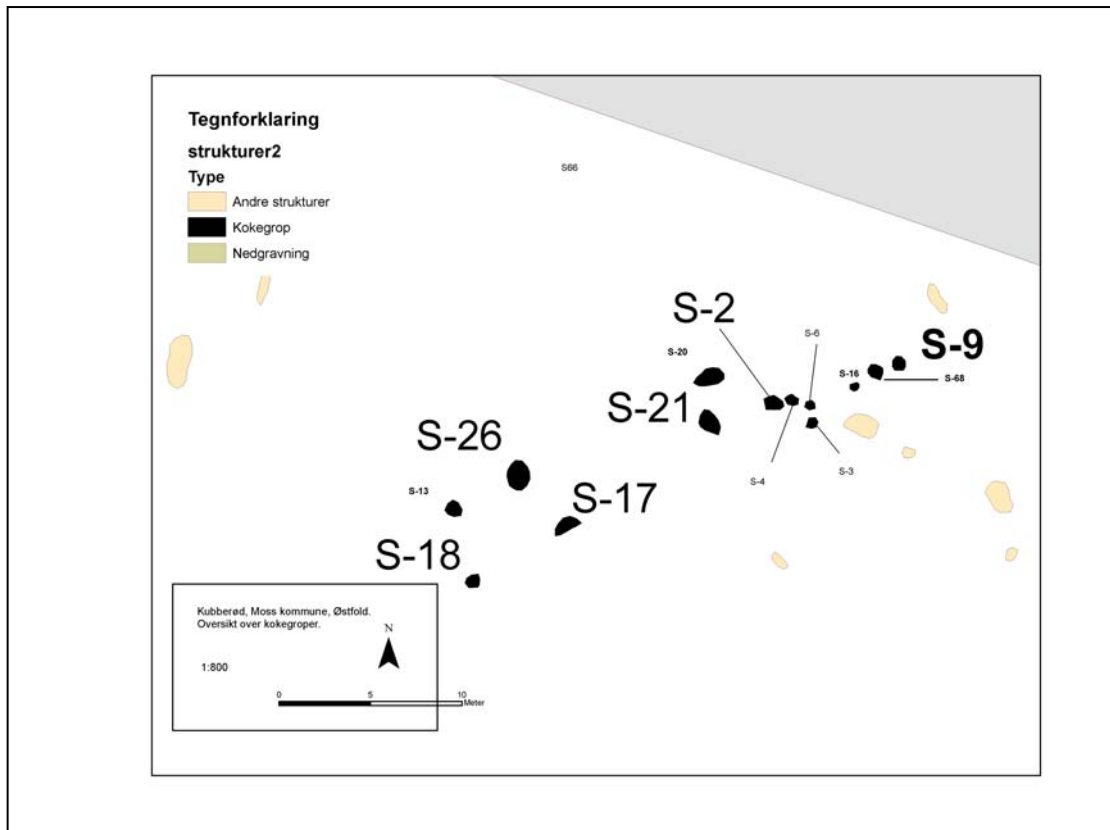 Tegnforklaring
strukturer2
Type
Andre strukturer
Kokegrop
Nedgravning
S66
S-2
S-6
S-9
S-20
S-16
S-68
S-21
S-26
S-4
S-3
S-13
S-17
S-18
Kubberød, Moss kommune, Østfold.
Oversikt over kokegroper.
N
1:800
0 5 10
Meter